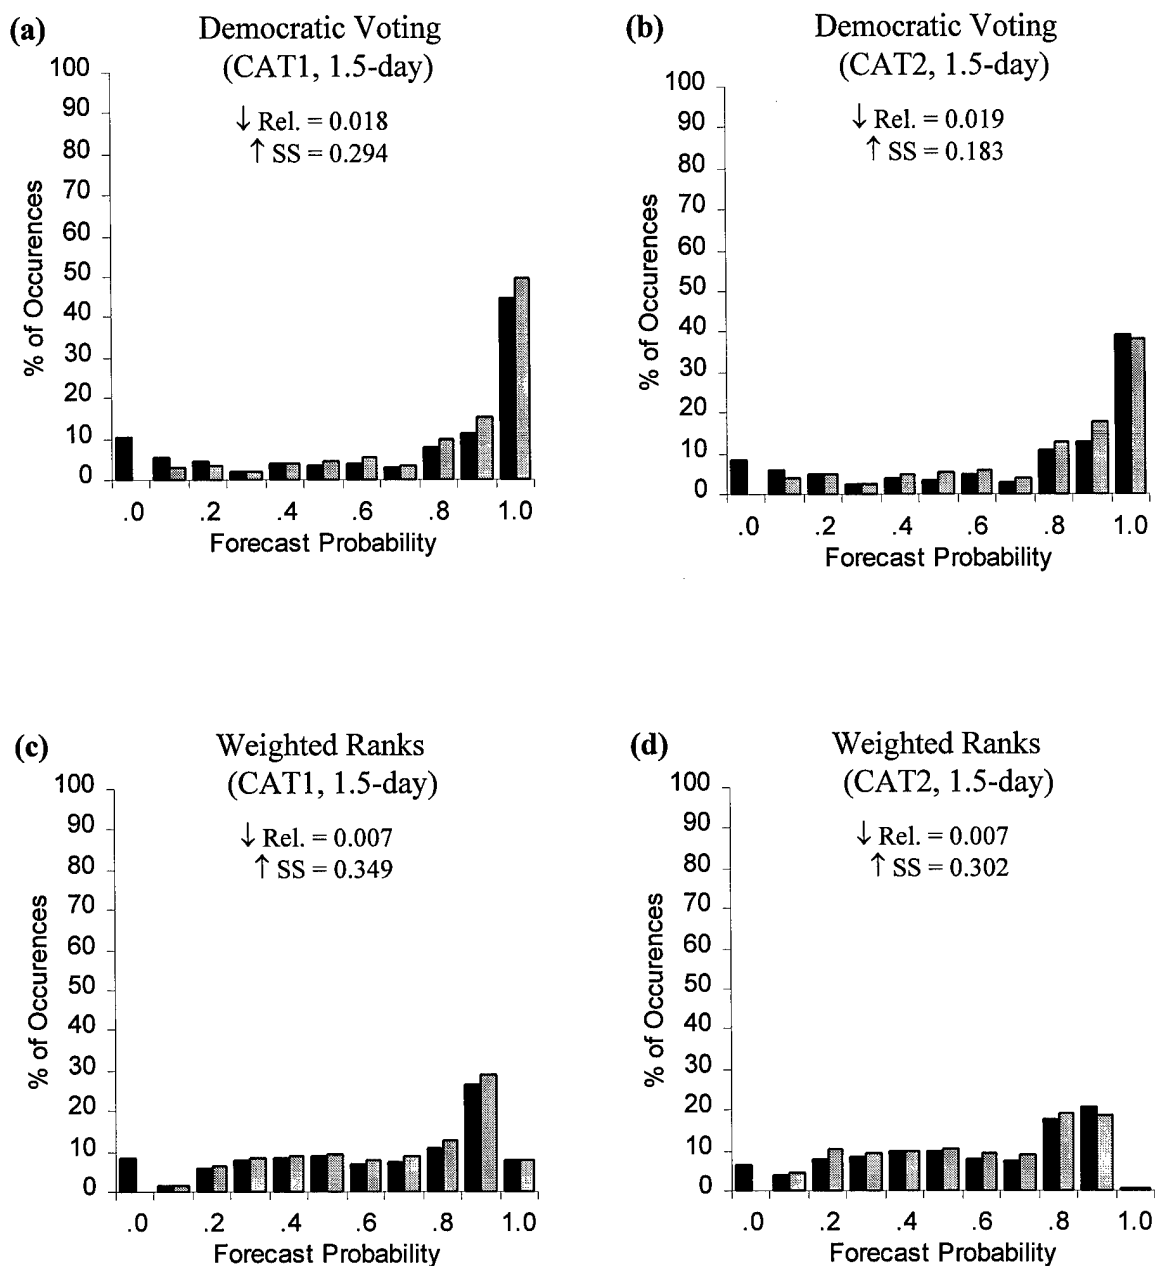 (a)
Democratic Voting
(CAT1, 1.5-day)
↓ Rel. = 0.018
↑ SS = 0.294
% of Occurences
100
90
80
70
60
50
40
30
20
10
0
.0 .2 .4 .6 .8 1.0
Forecast Probability
(b)
Democratic Voting
(CAT2, 1.5-day)
↓ Rel. = 0.019
↑ SS = 0.183
% of Occurences
100
90
80
70
60
50
40
30
20
10
0
.0 .2 .4 .6 .8 1.0
Forecast Probability
(c)
Weighted Ranks
(CAT1, 1.5-day)
↓ Rel. = 0.007
↑ SS = 0.349
% of Occurences
100
90
80
70
60
50
40
30
20
10
0
.0 .2 .4 .6 .8 1.0
Forecast Probability
(d)
Weighted Ranks
(CAT2, 1.5-day)
↓ Rel. = 0.007
↑ SS = 0.302
% of Occurences
100
90
80
70
60
50
40
30
20
10
0
.0 .2 .4 .6 .8 1.0
Forecast Probability